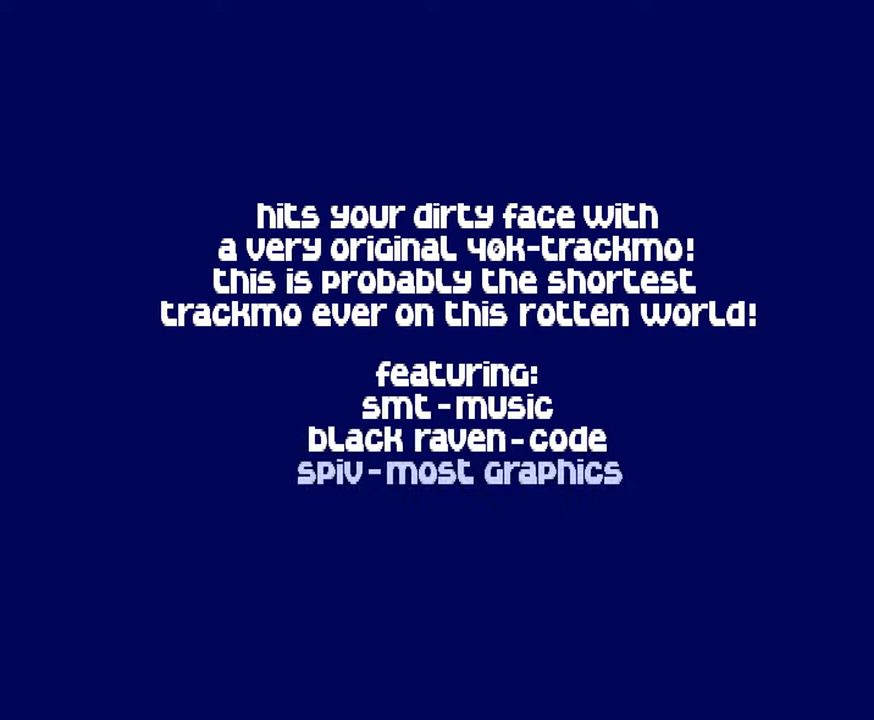 hits your dirty face with
a very original 40k-trackmo!
this is probably the shortest
trackmo ever on this rotten world!
featuring:
smt-music
black raven-code
spiv-most graphics